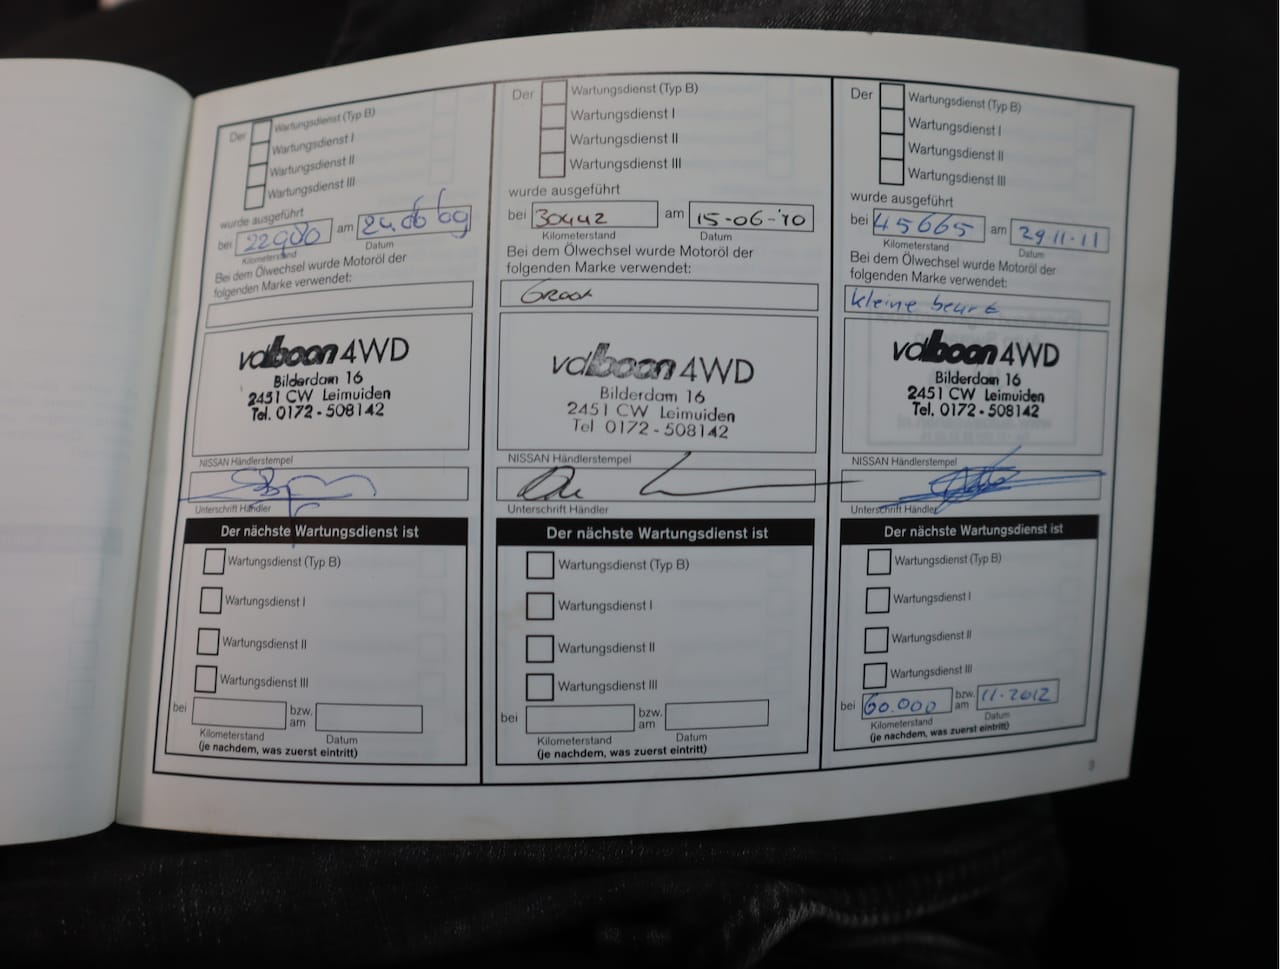 Der Wartungsdienst (Typ B)
Wartungsdienst I
Wartungsdienst II
Wartungsdienst III
wurde ausgeführt
bei 22980 am 24.06 09
Kilometerstand Datum
Bei dem Ölwechsel wurde Motoröl der
folgenden Marke verwendet:
valboon 4WD
Bilderdam 16
2451 CW Leimuiden
Tel. 0172-508142
NISSAN Händlerstempel
Unterschrift Händler
Der nächste Wartungsdienst ist
Wartungsdienst (Typ B)
Wartungsdienst I
Wartungsdienst II
Wartungsdienst III
bei bzw. am
Kilometerstand Datum
(je nachdem, was zuerst eintritt)
Der Wartungsdienst (Typ B)
Wartungsdienst I
Wartungsdienst II
Wartungsdienst III
wurde ausgeführt
bei 30442 am 15-06-'10
Kilometerstand Datum
Bei dem Ölwechsel wurde Motoröl der
folgenden Marke verwendet:
Groot
valboon 4WD
Bilderdam 16
2451 CW Leimuiden
Tel 0172-508142
NISSAN Händlerstempel
Unterschrift Händler
Der nächste Wartungsdienst ist
Wartungsdienst (Typ B)
Wartungsdienst I
Wartungsdienst II
Wartungsdienst III
bei bzw. am
Kilometerstand Datum
(je nachdem, was zuerst eintritt)
Der Wartungsdienst (Typ B)
Wartungsdienst I
Wartungsdienst II
Wartungsdienst III
wurde ausgeführt
bei 45665 am 29 11-11
Kilometerstand Datum
Bei dem Ölwechsel wurde Motoröl der
folgenden Marke verwendet:
kleine beurt
valboon 4WD
Bilderdam 16
2451 CW Leimuiden
Tel. 0172-508142
NISSAN Händlerstempel
Unterschrift Händler
Der nächste Wartungsdienst ist
Wartungsdienst (Typ B)
Wartungsdienst I
Wartungsdienst II
Wartungsdienst III
bei 60.000 bzw. am 11-2012
Kilometerstand Datum
(je nachdem, was zuerst eintritt)
3